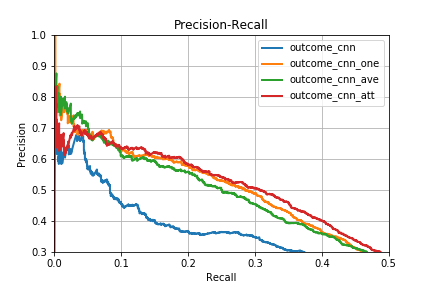 Precision-Recall
1.0
0.9
0.8
0.7
0.6
0.5
0.4
0.3
Precision
outcome_cnn
outcome_cnn_one
outcome_cnn_ave
outcome_cnn_att
0.0 0.1 0.2 0.3 0.4 0.5
Recall